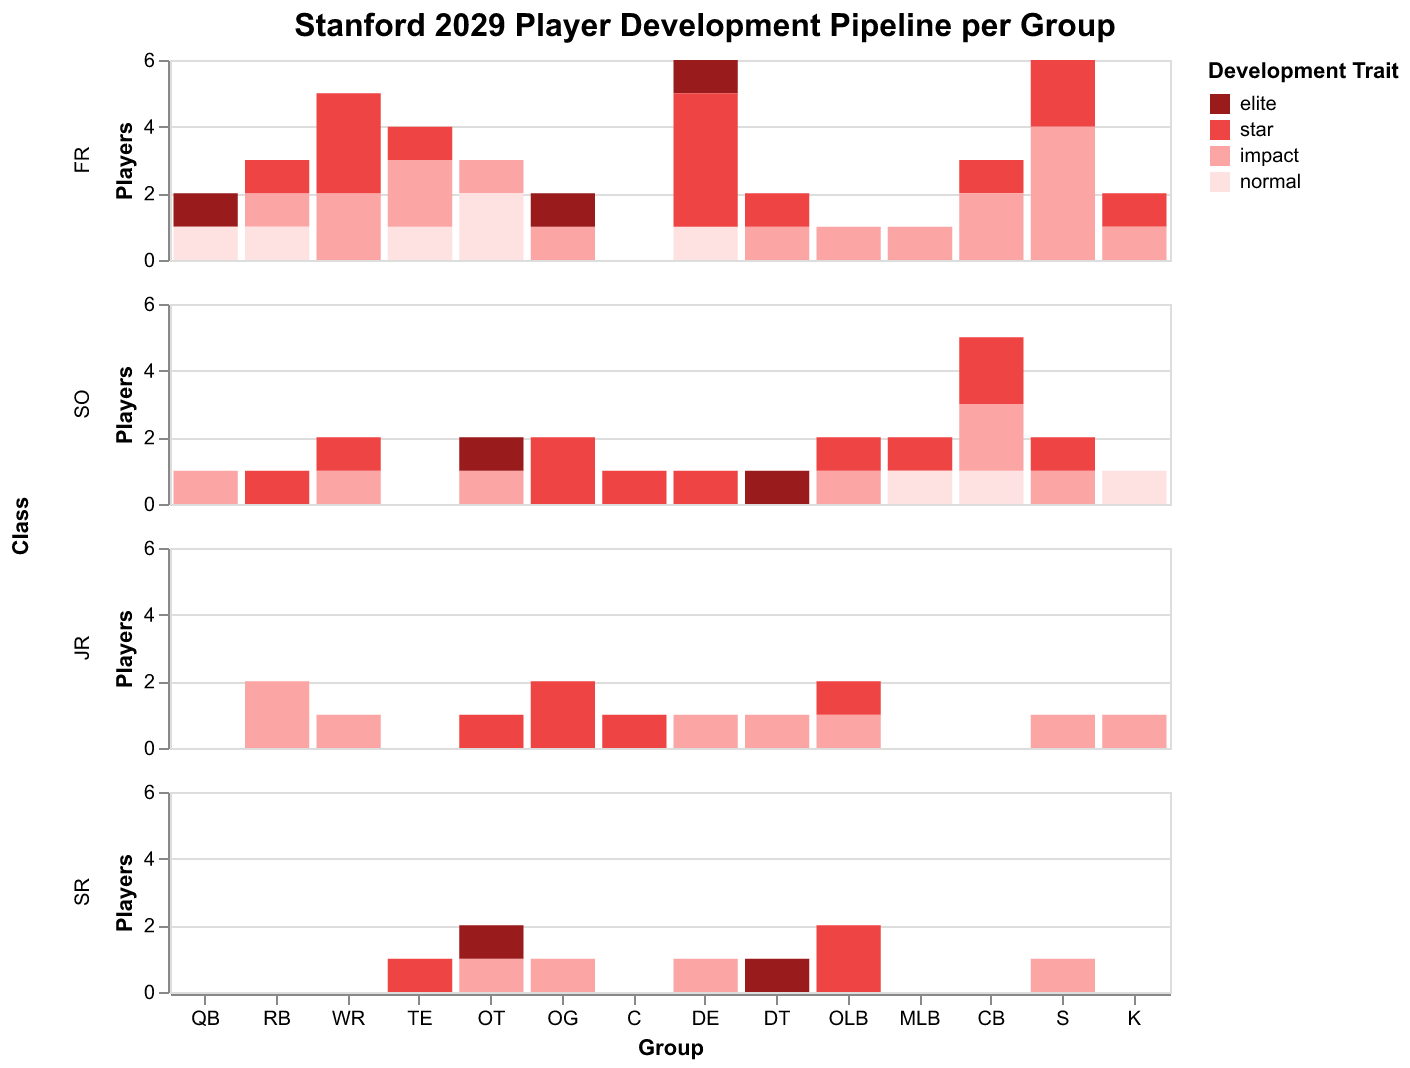 Stanford 2029 Player Development Pipeline per Group
Development Trait
elite
star
impact
normal
Class
FR
Players
6
4
2
0
SO
Players
6
4
2
0
JR
Players
6
4
2
0
SR
Players
6
4
2
0
QB RB WR TE OT OG C DE DT OLB MLB CB S K
Group